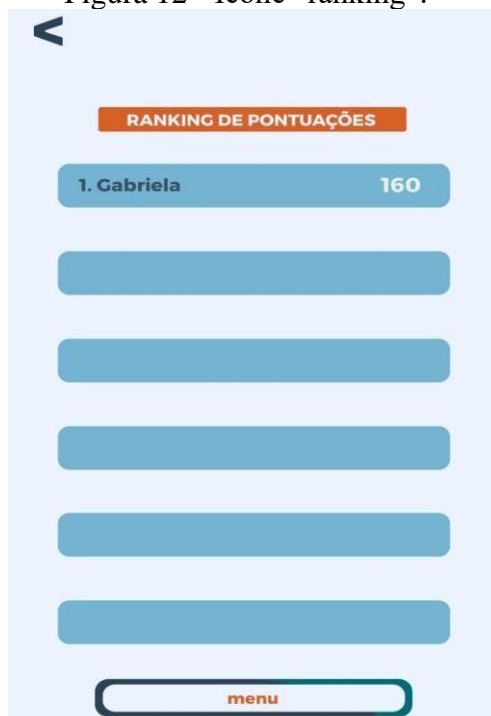 Figura 12 - Ícone "ranking".
<
RANKING DE PONTUAÇÕES
1. Gabriela 160
menu